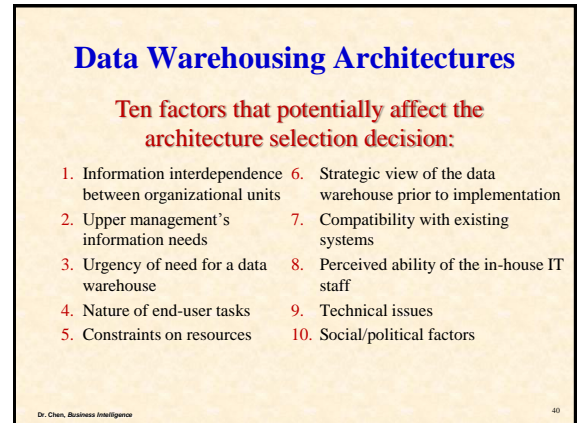 Data Warehousing Architectures
Ten factors that potentially affect the
architecture selection decision:
1. Information interdependence
between organizational units
2. Upper management's
information needs
3. Urgency of need for a data
warehouse
4. Nature of end-user tasks
5. Constraints on resources
6. Strategic view of the data
warehouse prior to implementation
7. Compatibility with existing
systems
8. Perceived ability of the in-house IT
staff
9. Technical issues
10. Social/political factors
Dr. Chen, Business Intelligence
40